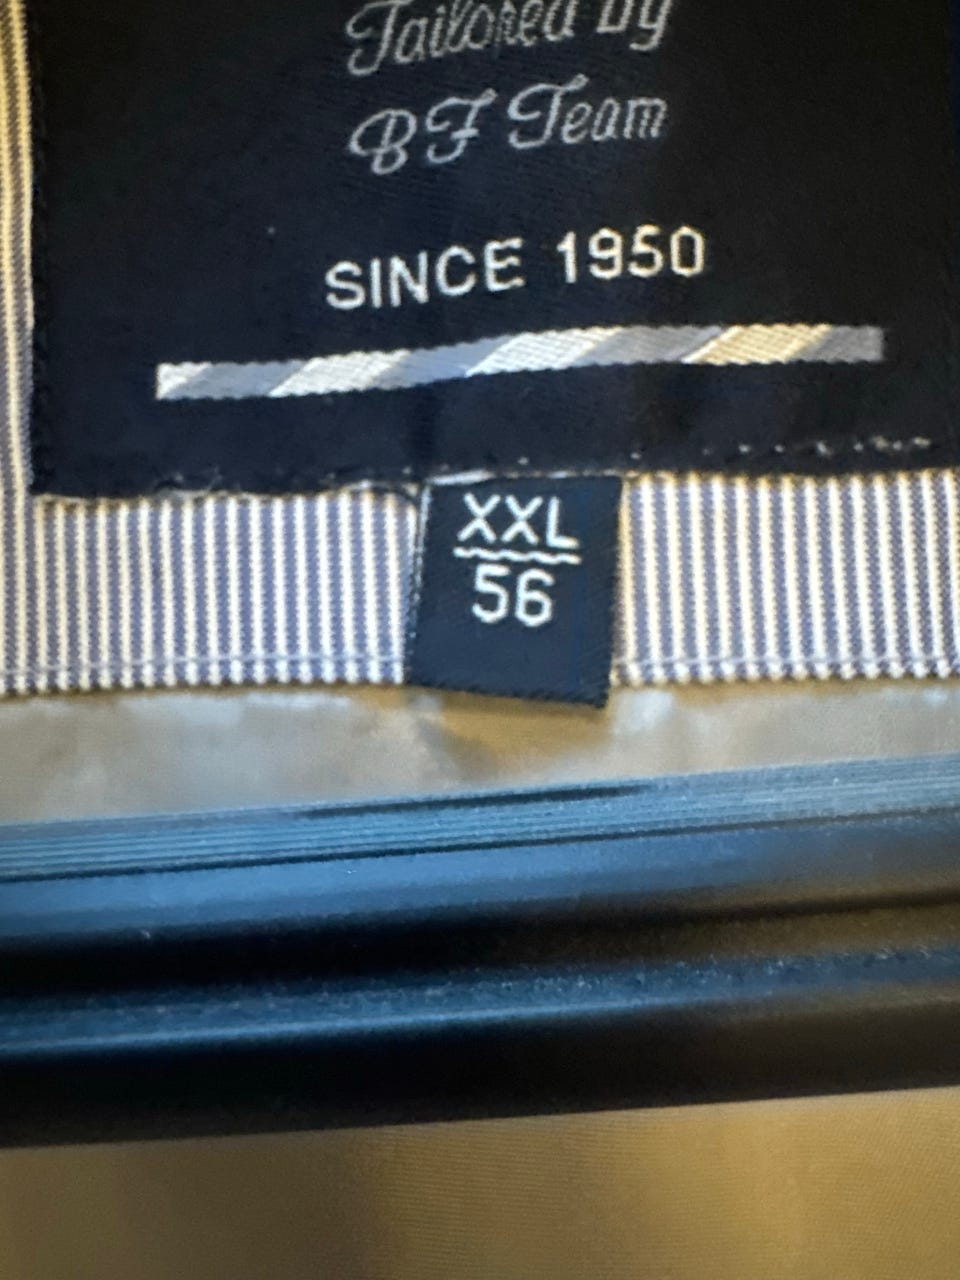 Tailored by
BF Team
SINCE 1950
XXL
56